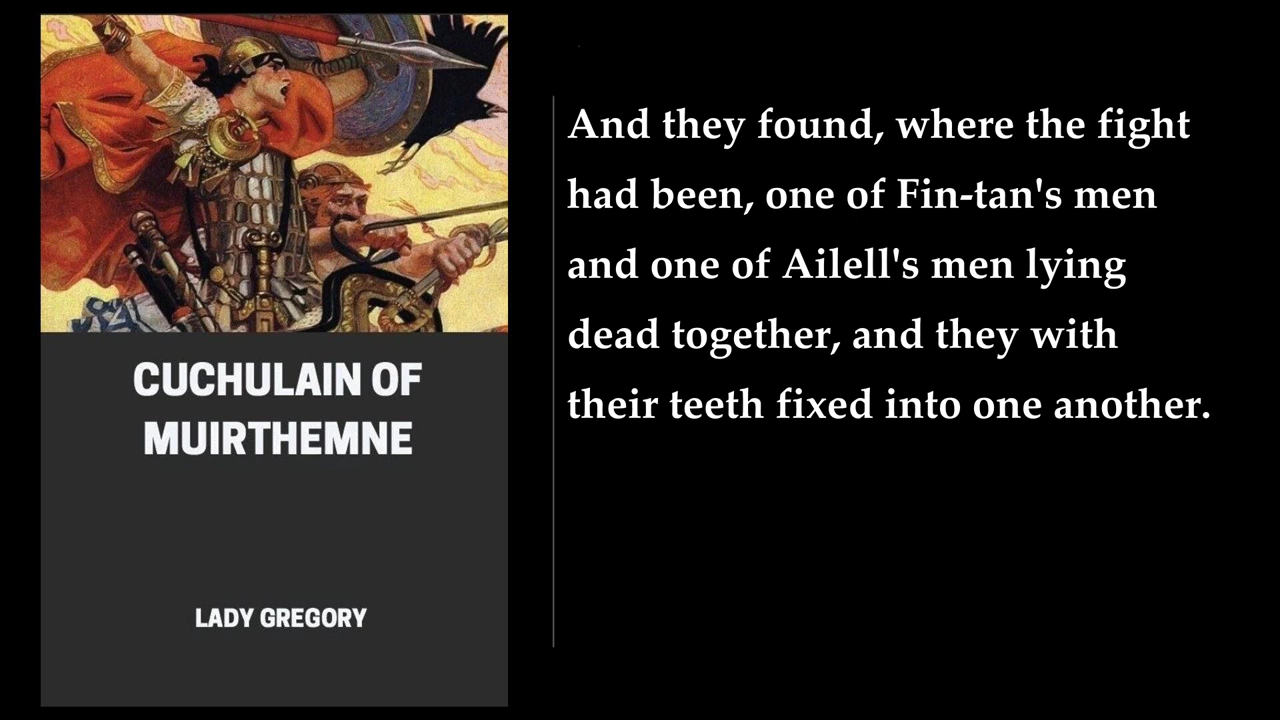 CUCHULAIN OF
MUIRTHEMNE
LADY GREGORY
And they found, where the fight
had been, one of Fin-tan's men
and one of Ailell's men lying
dead together, and they with
their teeth fixed into one another.